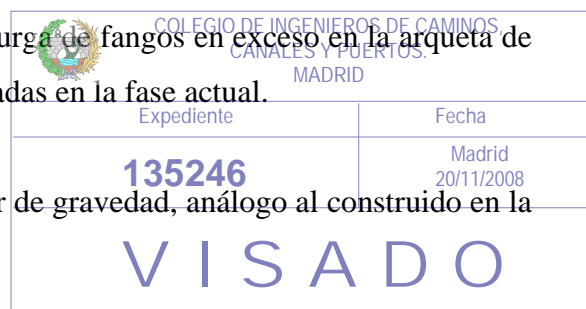 COLEGIO DE INGENIEROS DE CAMINOS,
urga de fangos en exceso en la arqueta de
CANALES Y PUERTOS.
MADRID
adas en la fase actual.
Expediente Fecha
135246 Madrid
20/11/2008
r de gravedad, análogo al construido en la
VISADO